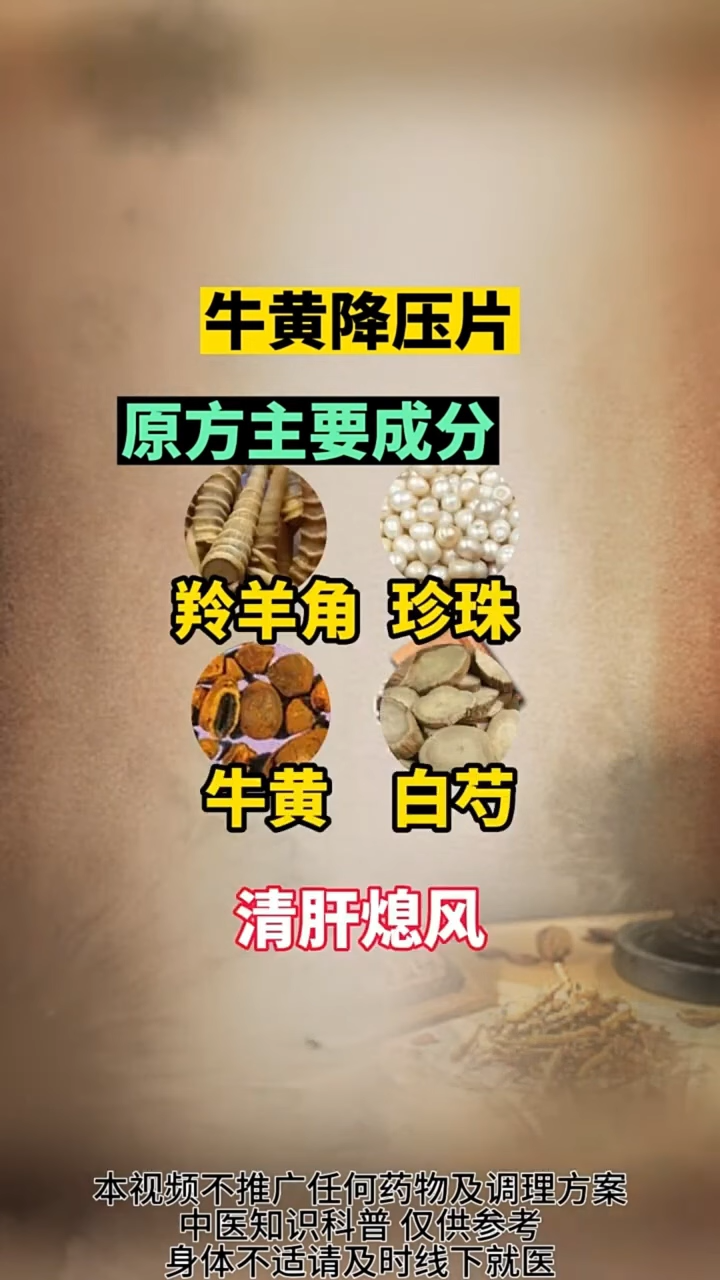 牛黄降压片
原方主要成分
羚羊角 珍珠
牛黄 白芍
清肝熄风
本视频不推广任何药物及调理方案
中医知识科普 仅供参考
身体不适请及时线下就医